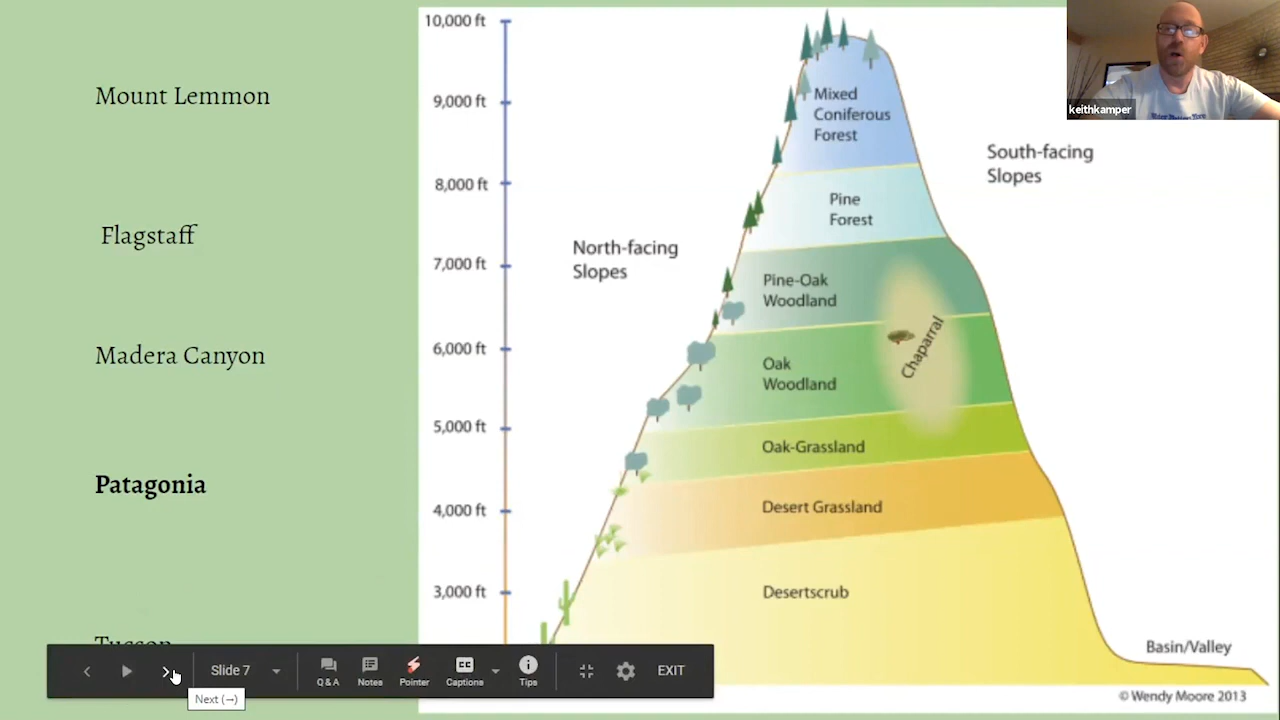 Mount Lemmon
Flagstaff
Madera Canyon
Patagonia
Tucson
10,000 ft
9,000 ft
8,000 ft
7,000 ft
6,000 ft
5,000 ft
4,000 ft
3,000 ft
North-facing
Slopes
Mixed
Coniferous
Forest
Pine
Forest
Pine-Oak
Woodland
Oak
Woodland
Chaparral
Oak-Grassland
Desert Grassland
Desertscrub
South-facing
Slopes
Basin/Valley
© Wendy Moore 2013
keithkamper
Slide 7
Q & A
Notes
Pointer
CC
Captions
Tips
EXIT
Next (→)